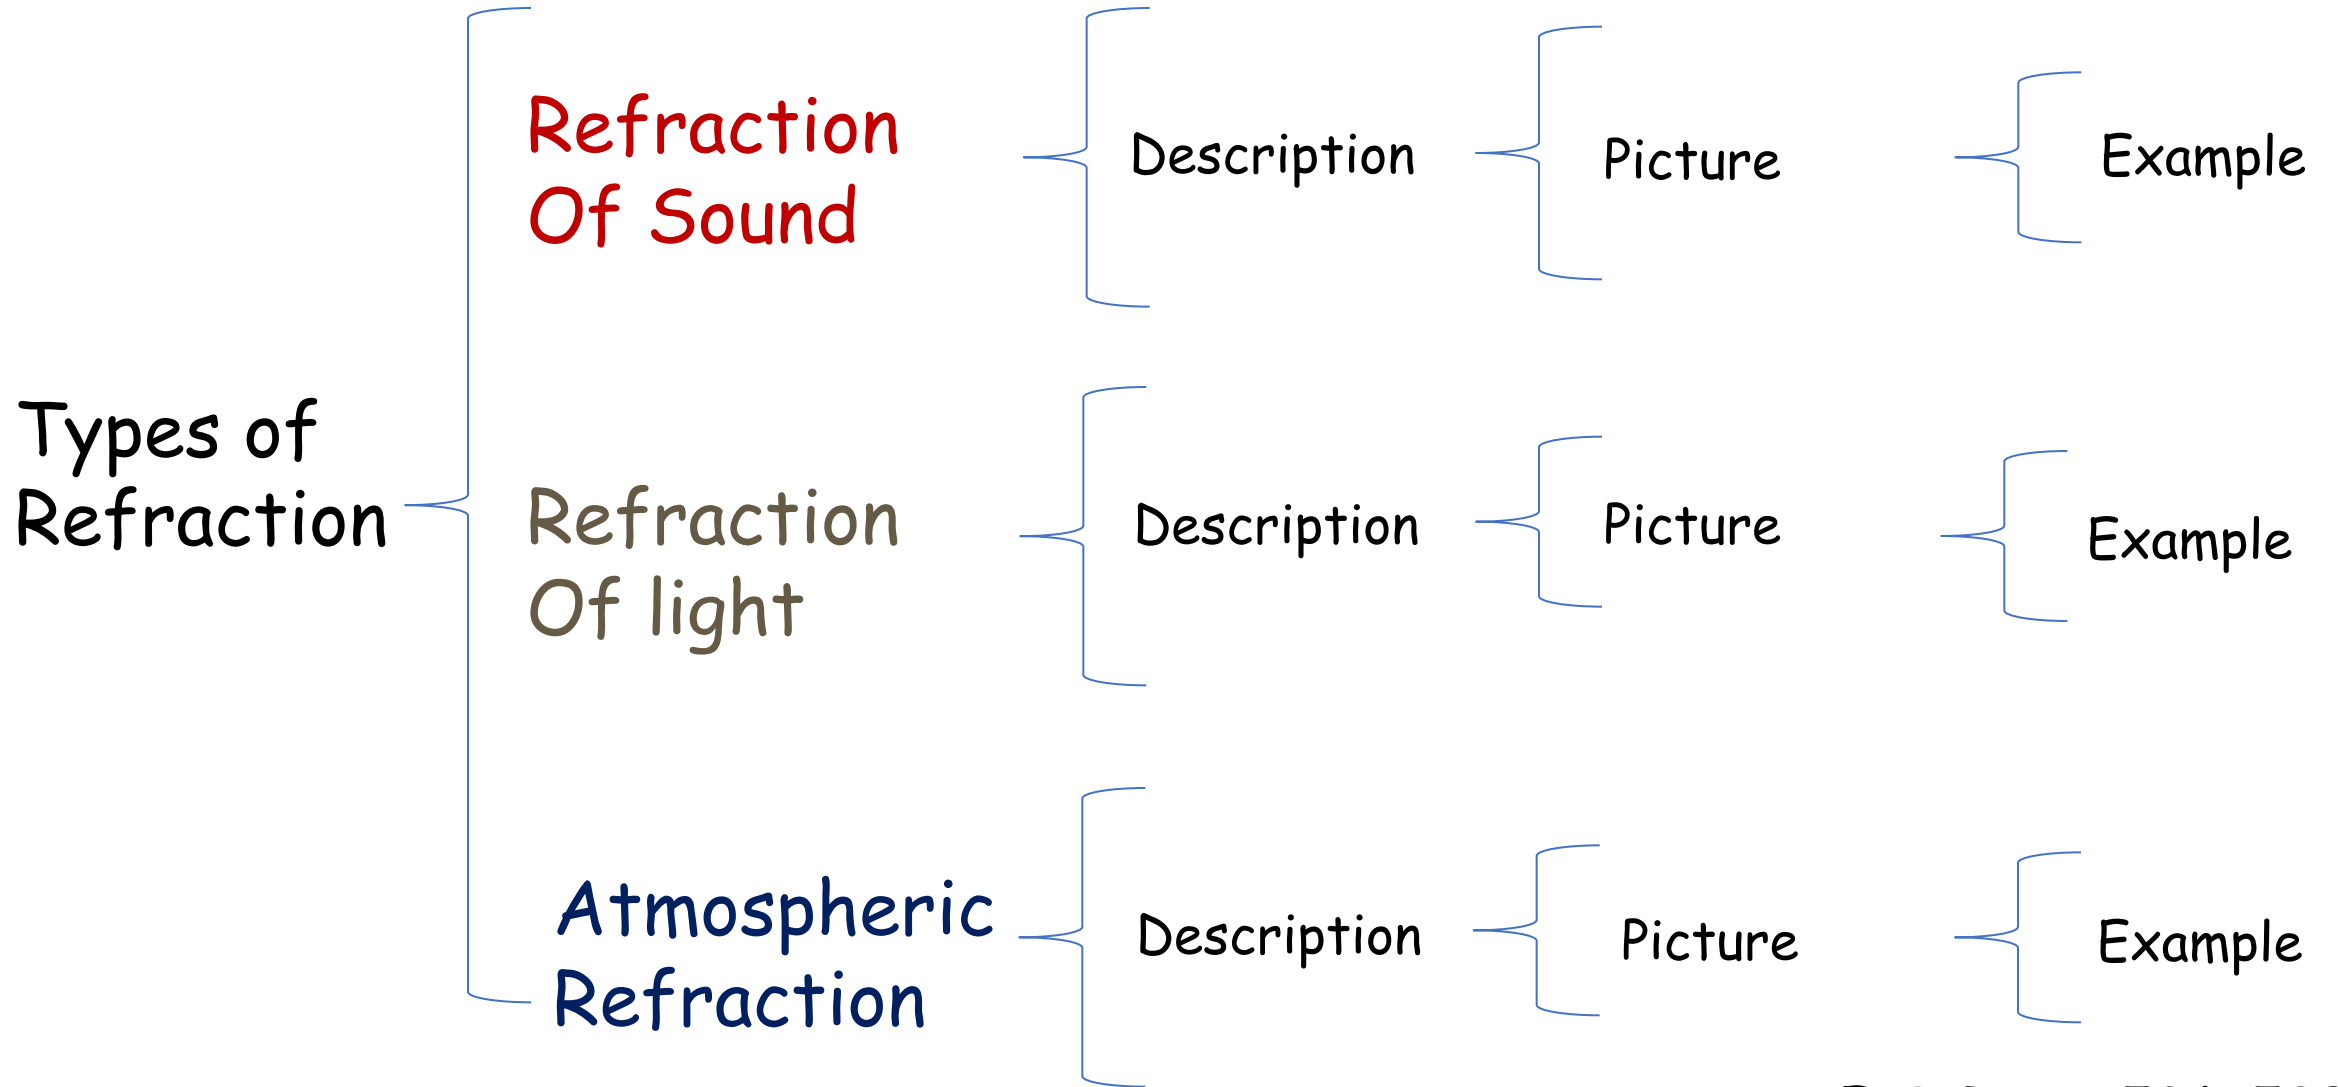 Refraction
Of Sound
Description
Picture
Example
Types of
Refraction
Refraction
Of light
Description
Picture
Example
Atmospheric
Refraction
Description
Picture
Example